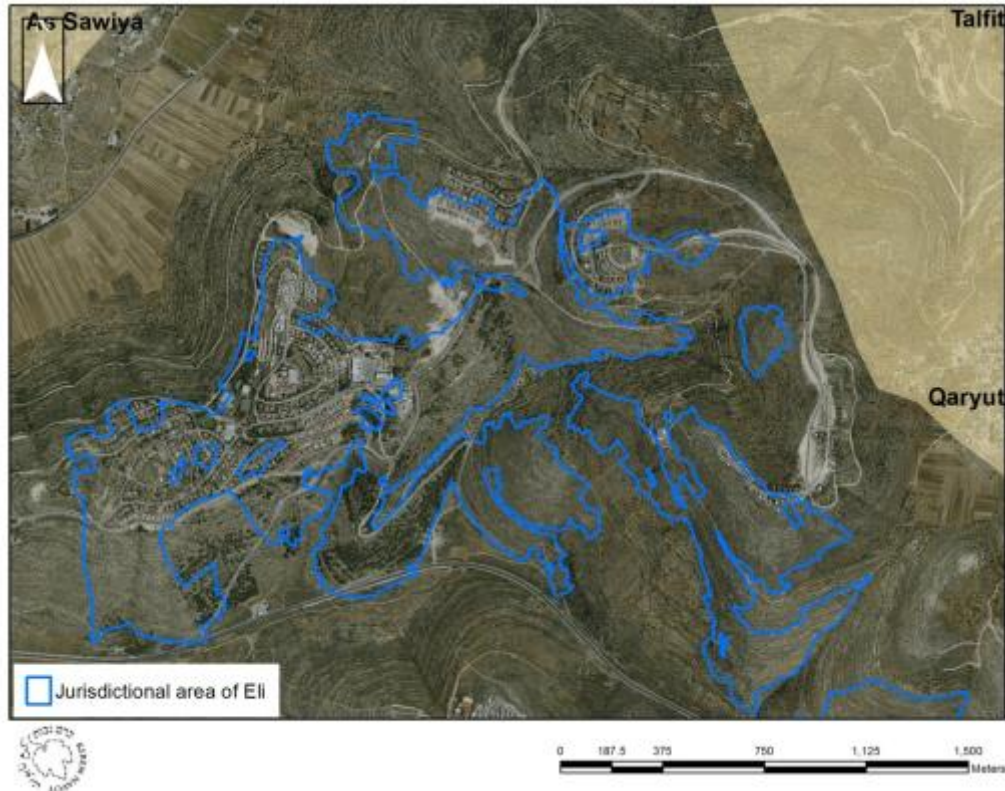 As Sawiya
Talfit
Qaryut
Jurisdictional area of Eli
0 187.5 375 750 1,125 1,500
Meters